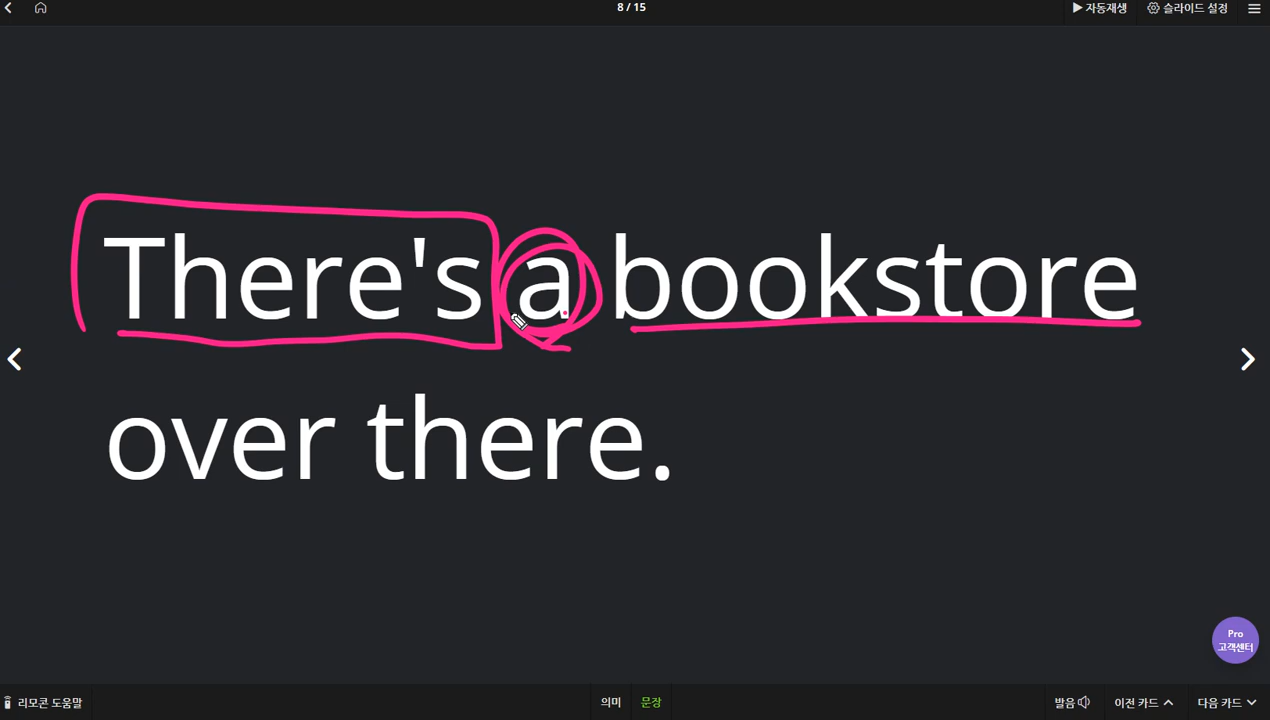 8 / 15
자동재생
슬라이드 설정
There's a bookstore
over there.
Pro
고객센터
리모콘 도움말
의미
문장
발음
이전 카드
다음 카드